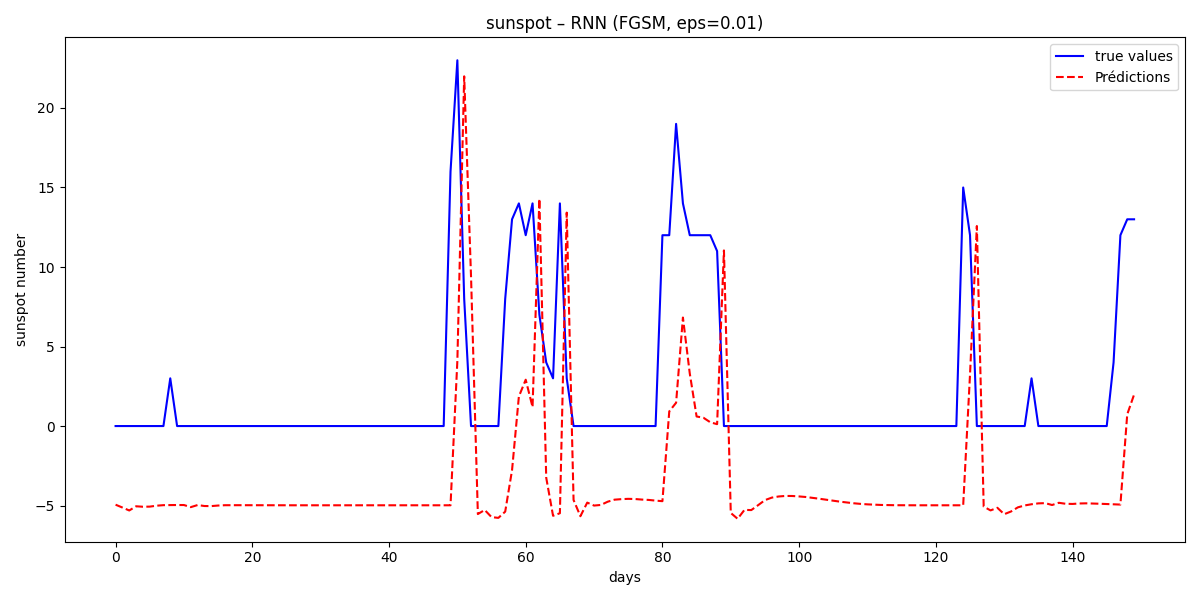 sunspot – RNN (FGSM, eps=0.01)
true values
Prédictions
sunspot number
20
15
10
5
0
−5
0 20 40 60 80 100 120 140
days